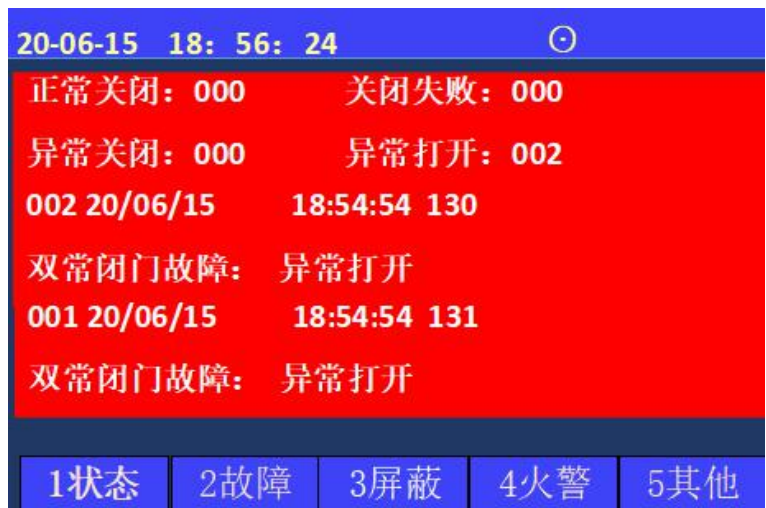 20-06-15 18：56：24
正常关闭：000 关闭失败：000
异常关闭：000 异常打开：002
002 20/06/15 18:54:54 130
双常闭门故障： 异常打开
001 20/06/15 18:54:54 131
双常闭门故障： 异常打开
1状态 2故障 3屏蔽 4火警 5其他